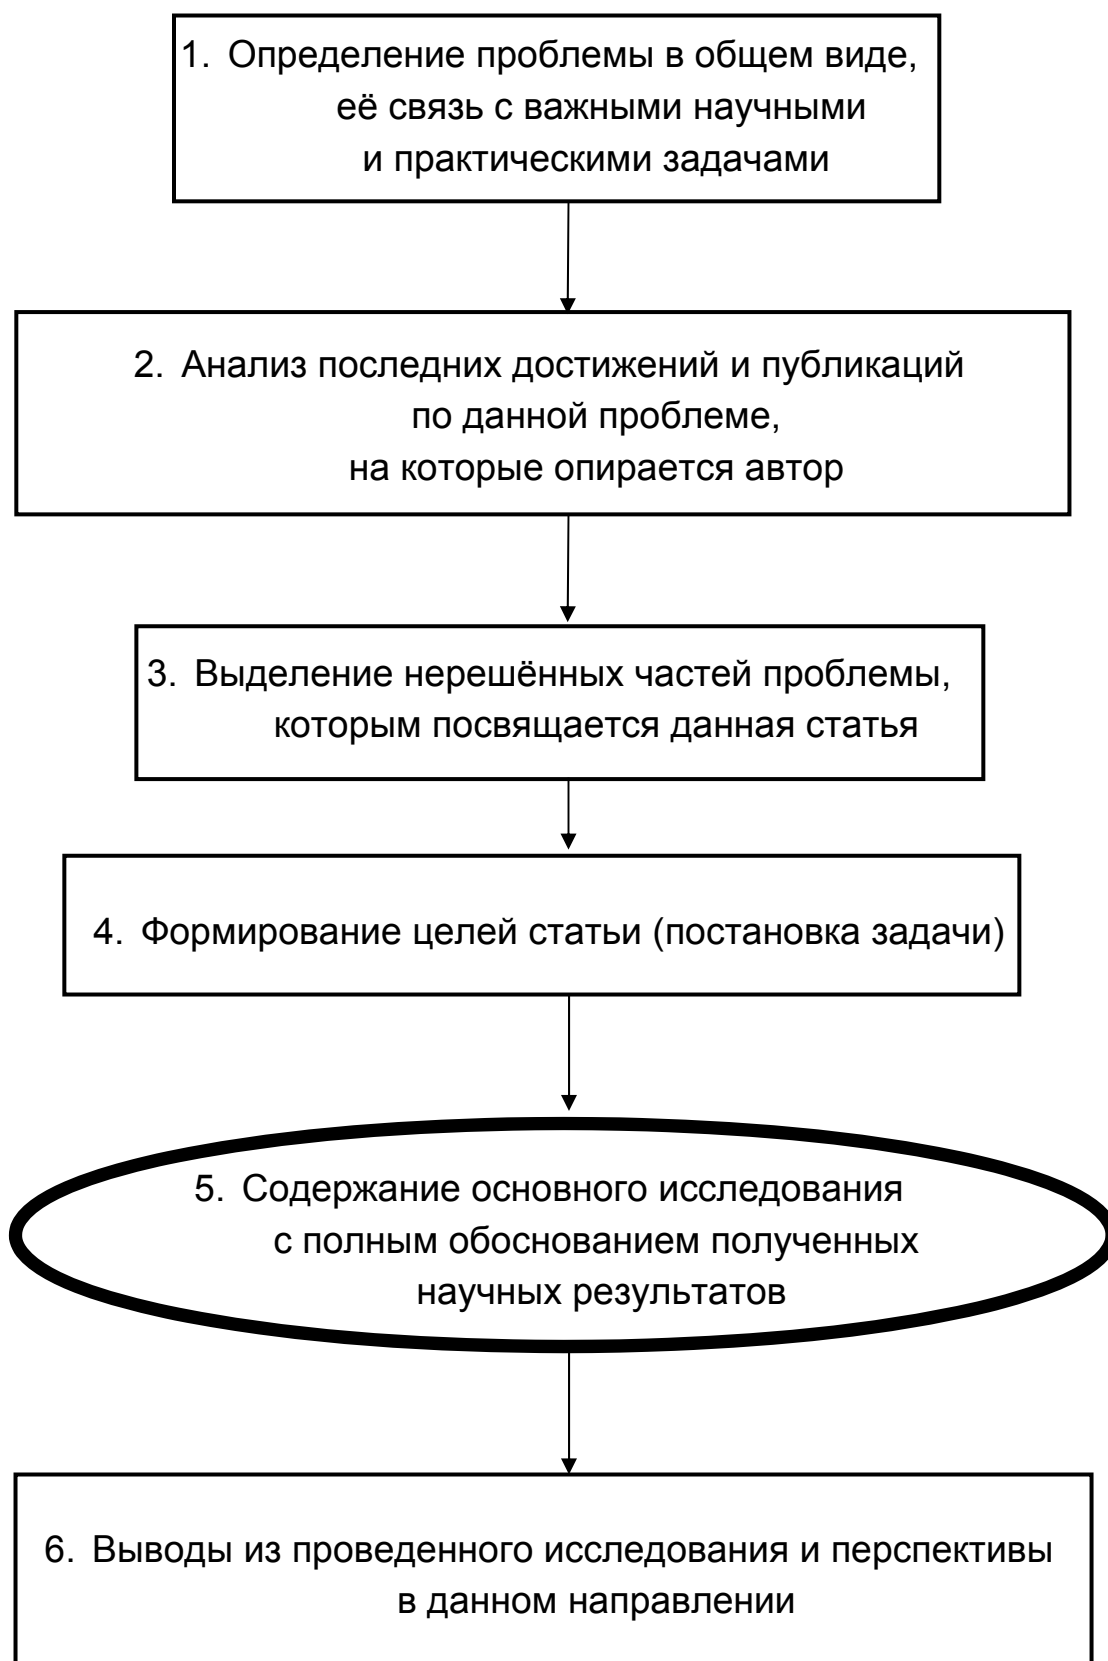 1. Определение проблемы в общем виде,
её связь с важными научными
и практическими задачами
2. Анализ последних достижений и публикаций
по данной проблеме,
на которые опирается автор
3. Выделение нерешённых частей проблемы,
которым посвящается данная статья
4. Формирование целей статьи (постановка задачи)
5. Содержание основного исследования
с полным обоснованием полученных
научных результатов
6. Выводы из проведенного исследования и перспективы
в данном направлении